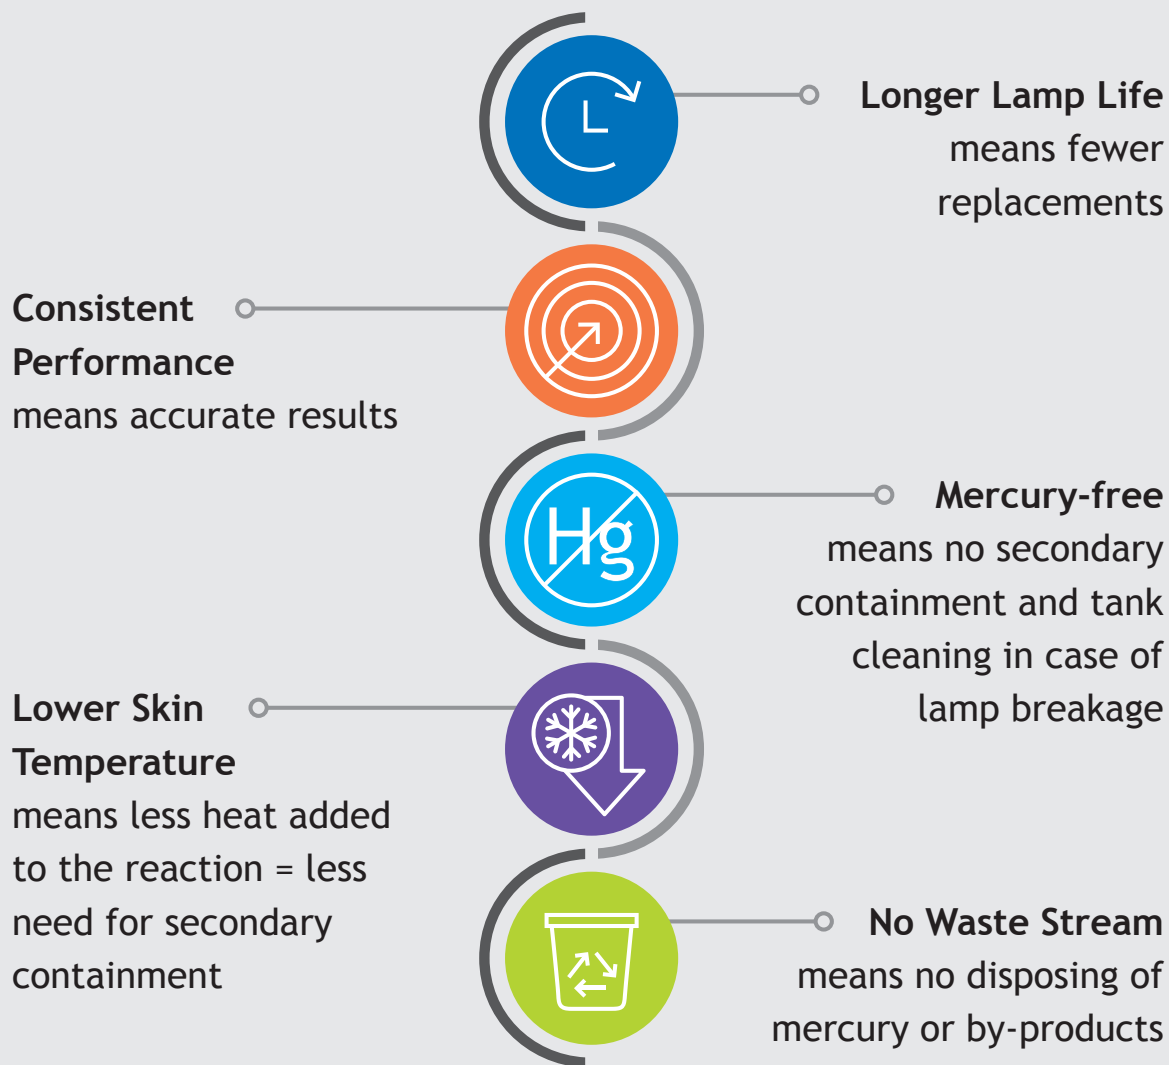 Longer Lamp Life
means fewer
replacements
Consistent
Performance
means accurate results
Hg
Mercury-free
means no secondary
containment and tank
cleaning in case of
lamp breakage
Lower Skin
Temperature
means less heat added
to the reaction = less
need for secondary
containment
No Waste Stream
means no disposing of
mercury or by-products